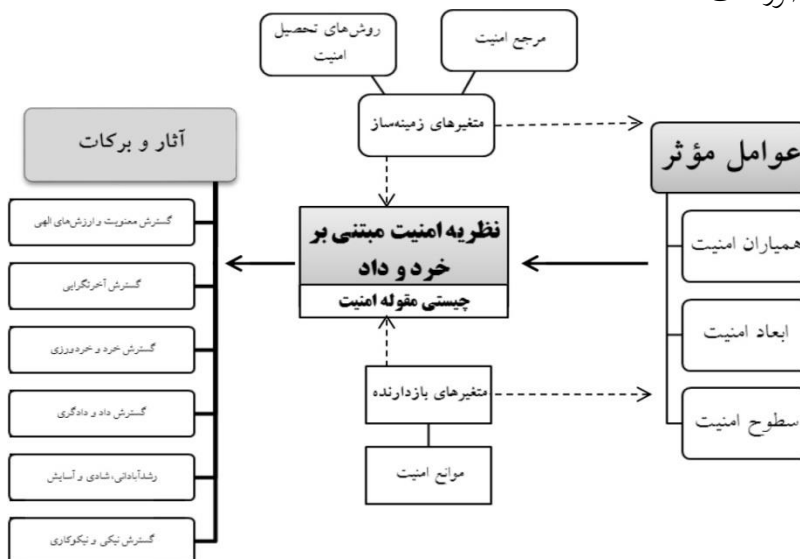 روش‌های تحصیل
امنیت
مرجع امنیت
متغیرهای زمینه‌ساز
عوامل مؤثر
همیاران امنیت
ابعاد امنیت
سطوح امنیت
نظریه امنیت مبتنی بر
خرد و داد
چیستی مقوله امنیت
متغیرهای بازدارنده
موانع امنیت
آثار و برکات
گسترش معنویت و ارزش‌های الهی
گسترش آخرتگرایی
گسترش خرد و خردورزی
گسترش داد و دادگری
رشدآبادانی، شادی و آسایش
گسترش نیکی و نیکوکاری